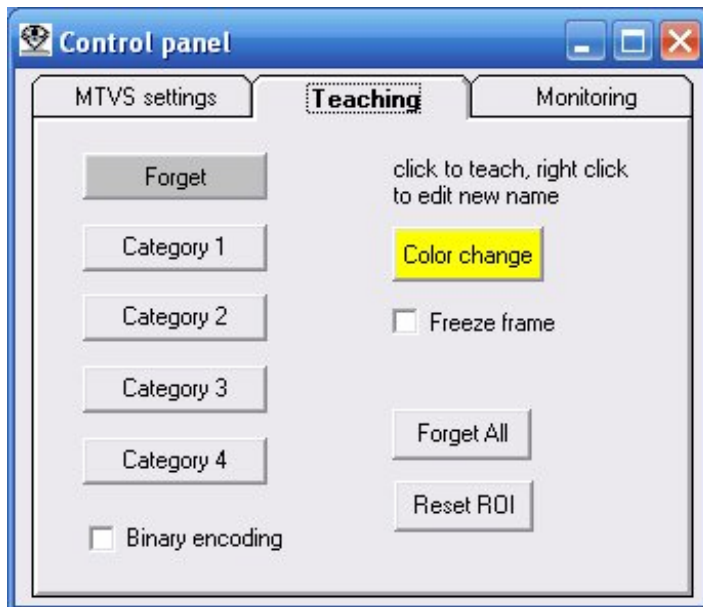 Control panel
MTVS settings
Teaching
Monitoring
Forget
click to teach, right click
to edit new name
Category 1
Color change
Category 2
Freeze frame
Category 3
Forget All
Category 4
Reset ROI
Binary encoding